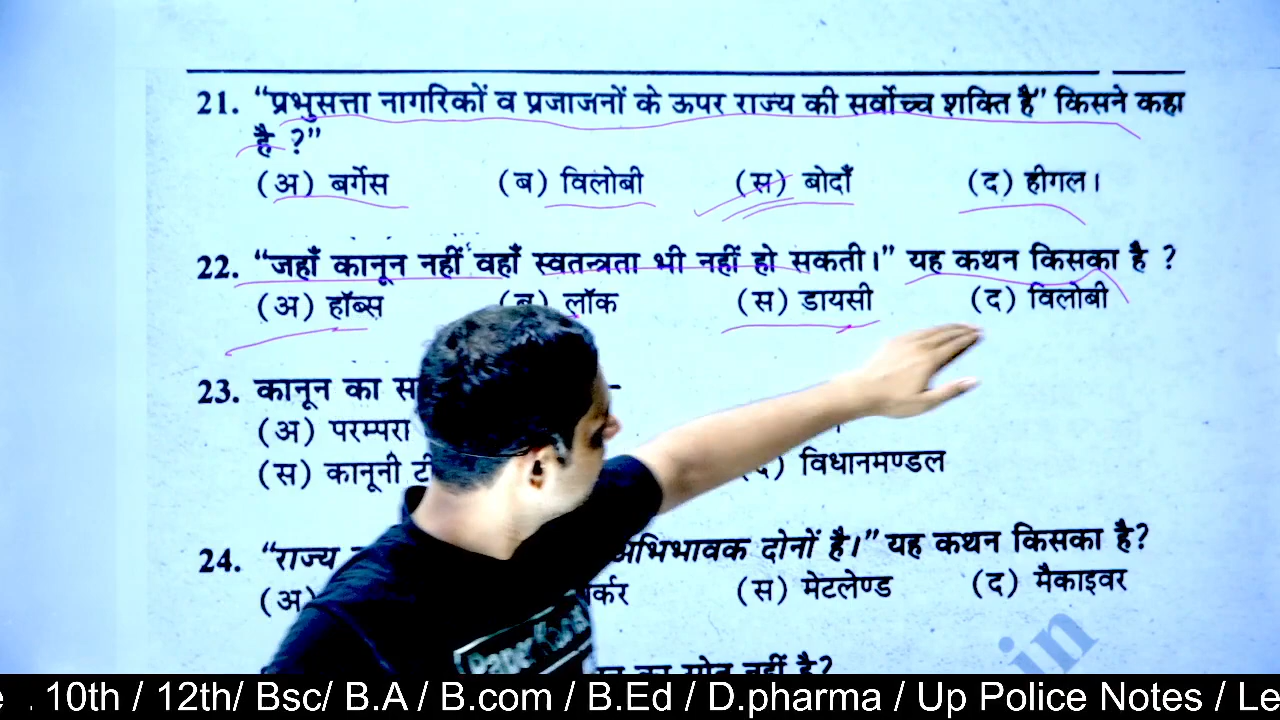 21. “प्रभुसत्ता नागरिकों व प्रजाजनों के ऊपर राज्य की सर्वोच्च शक्ति है” किसने कहा
है ?”
(अ) बर्गेस (ब) विलोबी (स) बोदाँ (द) हीगल।
22. “जहाँ कानून नहीं वहाँ स्वतन्त्रता भी नहीं हो सकती।” यह कथन किसका है ?
(अ) हॉब्स (ब) लॉक (स) डायसी (द) विलोबी
23. कानून का
(अ) परम्परा
(स) कानूनी (द) विधानमण्डल
24. “राज्य अभिभावक दोनों है।” यह कथन किसका है?
(अ) (स) मेटलेण्ड (द) मैकाइवर
का स्रोत नहीं है?
in
10th / 12th/ Bsc/ B.A / B.com / B.Ed / D.pharma / Up Police Notes /